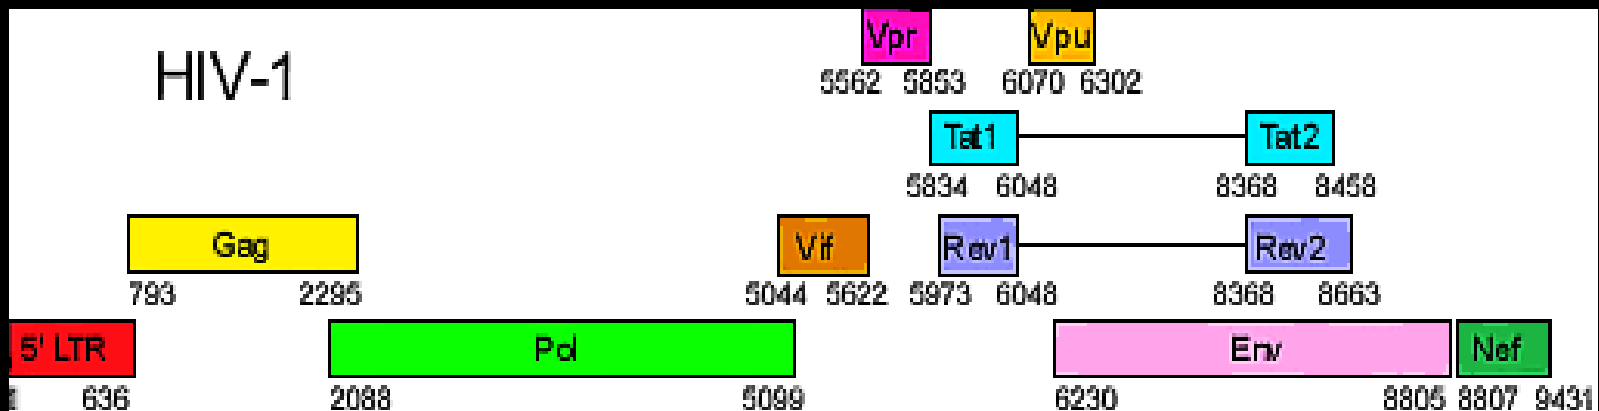 HIV-1
Vpr Vpu
5562 5853 6070 6302
Tat1 Tat2
5834 6048 8368 8458
Gag Vif Rev1 Rev2
793 2295 5044 5622 5973 6048 8368 8663
5' LTR Pol Env Nef
636 2088 5099 6230 8805 8807 9431